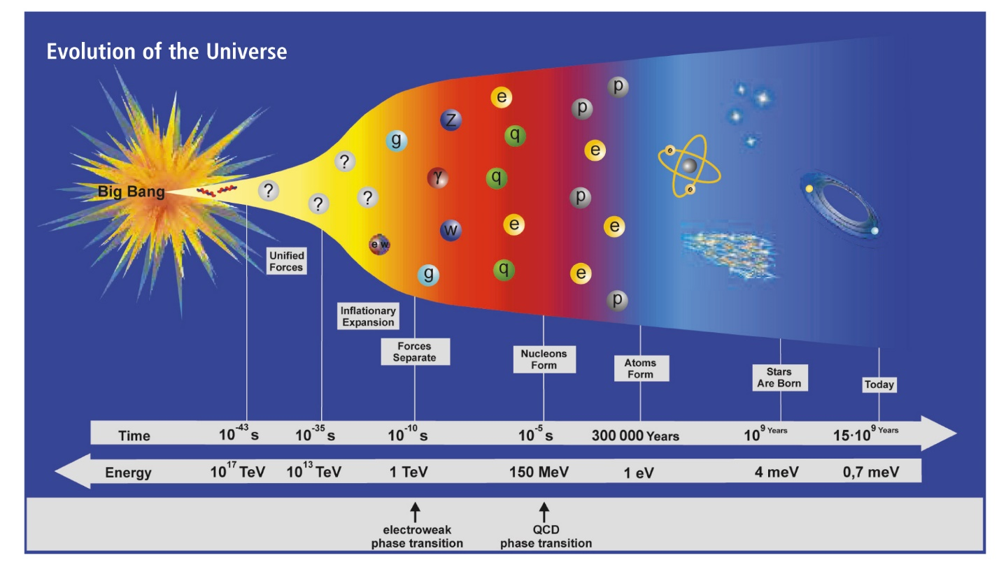 Evolution of the Universe
Big Bang
?
?
?
?
e w
g
g
Z
γ
w
e
q
q
e
q
p
p
e
p
e
e
p
e
e
Unified
Forces
Inflationary
Expansion
Forces
Separate
Nucleons
Form
Atoms
Form
Stars
Are Born
Today
Time 10⁻⁴³ s 10⁻³⁵ s 10⁻¹⁰ s 10⁻⁵ s 300 000 Years 10⁹ Years 15·10⁹ Years
Energy 10¹⁷ TeV 10¹³ TeV 1 TeV 150 MeV 1 eV 4 meV 0,7 meV
electroweak
phase transition
QCD
phase transition